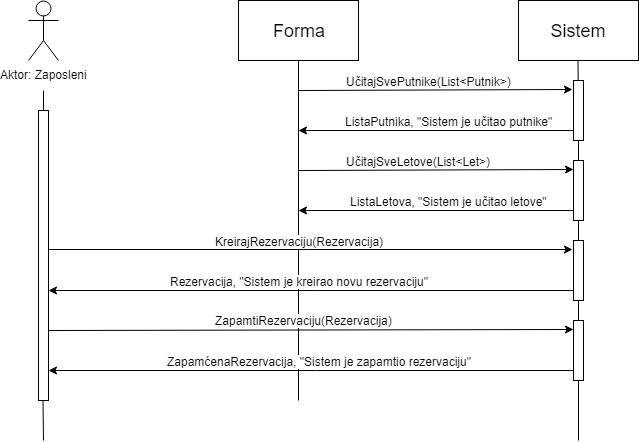 Forma
Sistem
Aktor: Zaposleni
UčitajSvePutnike(List<Putnik>)
ListaPutnika, "Sistem je učitao putnike"
UčitajSveLetove(List<Let>)
ListaLetova, "Sistem je učitao letove"
KreirajRezervaciju(Rezervacija)
Rezervacija, "Sistem je kreirao novu rezervaciju"
ZapamtiRezervaciju(Rezervacija)
ZapamćenaRezervacija, "Sistem je zapamtio rezervaciju"